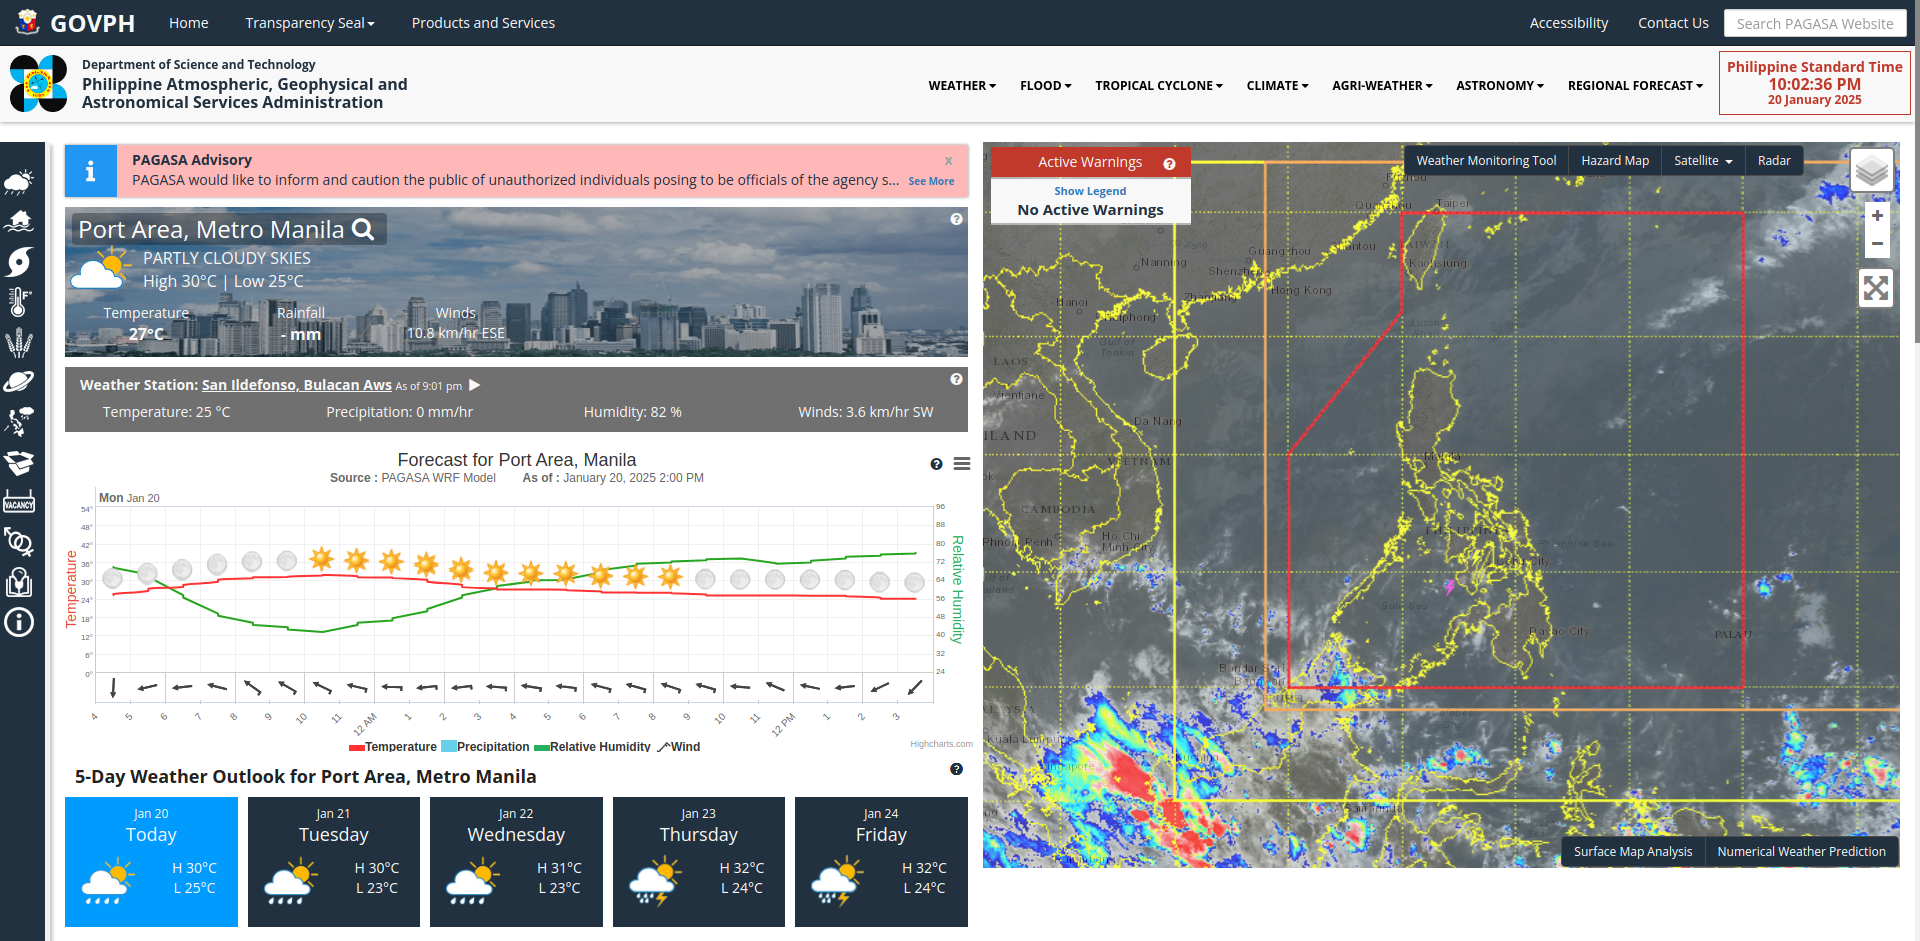 GOVPH
Home
Transparency Seal
Products and Services
Accessibility
Contact Us
Search PAGASA Website
Department of Science and Technology
Philippine Atmospheric, Geophysical and
Astronomical Services Administration
WEATHER
FLOOD
TROPICAL CYCLONE
CLIMATE
AGRI-WEATHER
ASTRONOMY
REGIONAL FORECAST
Philippine Standard Time
10:02:36 PM
20 January 2025
VACANCY
PAGASA Advisory
x
PAGASA would like to inform and caution the public of unauthorized individuals posing to be officials of the agency s... See More
Port Area, Metro Manila
PARTLY CLOUDY SKIES
High 30°C | Low 25°C
Temperature
27°C
Rainfall
- mm
Winds
10.8 km/hr ESE
Weather Station: San Ildefonso, Bulacan Aws As of 9:01 pm
Temperature: 25 °C
Precipitation: 0 mm/hr
Humidity: 82 %
Winds: 3.6 km/hr SW
Forecast for Port Area, Manila
Source : PAGASA WRF Model As of : January 20, 2025 2:00 PM
Mon Jan 20
Temperature
54°
48°
42°
36°
30°
24°
18°
12°
6°
0°
96
88
80
72
64
56
48
40
32
24
Relative Humidity
4 5 6 7 8 9 10 11 12 AM 1 2 3 4 5 6 7 8 9 10 11 12 PM 1 2 3
Temperature Precipitation Relative Humidity Wind
Highcharts.com
5-Day Weather Outlook for Port Area, Metro Manila
Jan 20
Today
H 30°C
L 25°C
Jan 21
Tuesday
H 30°C
L 23°C
Jan 22
Wednesday
H 31°C
L 23°C
Jan 23
Thursday
H 32°C
L 24°C
Jan 24
Friday
H 32°C
L 24°C
Active Warnings
Show Legend
No Active Warnings
Weather Monitoring Tool
Hazard Map
Satellite
Radar
+
−
Taipei
Guangzhou
Nanning
Shenzhen
Kaohsiung
Hong Kong
Hanoi
Gulf of
Tonkin
LAOS
Vientiane
Da Nang
VIETNAM
Manila
CAMBODIA
Phnom Penh
Ho Chi
Minh City
Philippine Sea
Sulu Sea
Davao City
PALAU
Kuala Lumpur
Surface Map Analysis
Numerical Weather Prediction